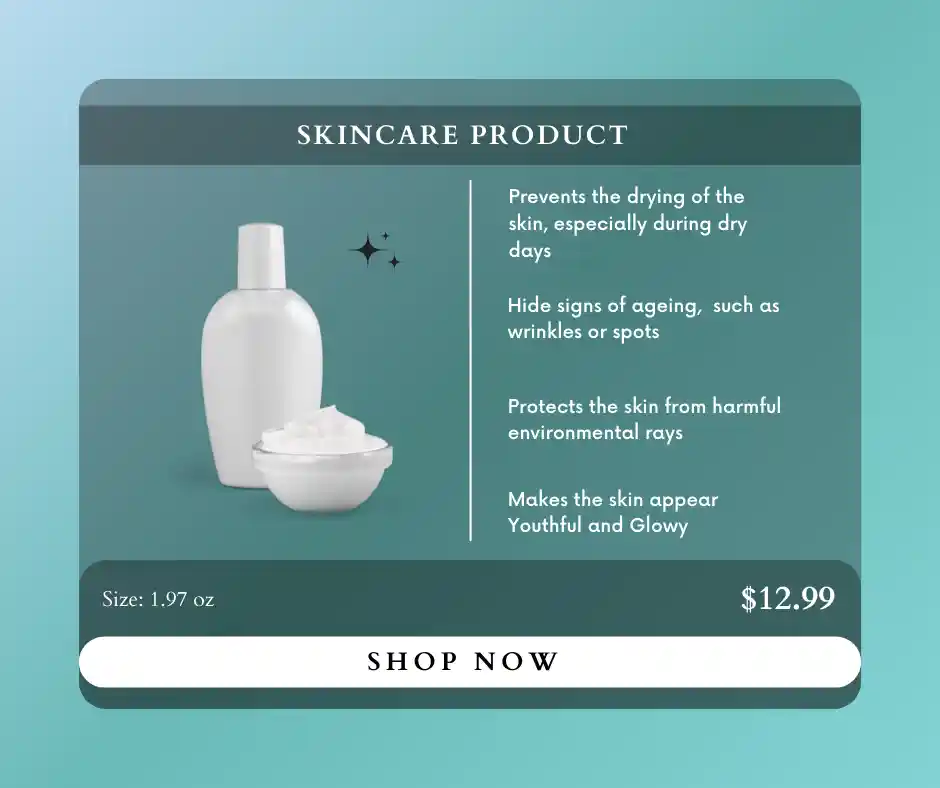 SKINCARE PRODUCT
Prevents the drying of the
skin, especially during dry
days
Hide signs of ageing,  such as
wrinkles or spots
Protects the skin from harmful
environmental rays
Makes the skin appear
Youthful and Glowy
Size: 1.97 oz
$12.99
SHOP NOW